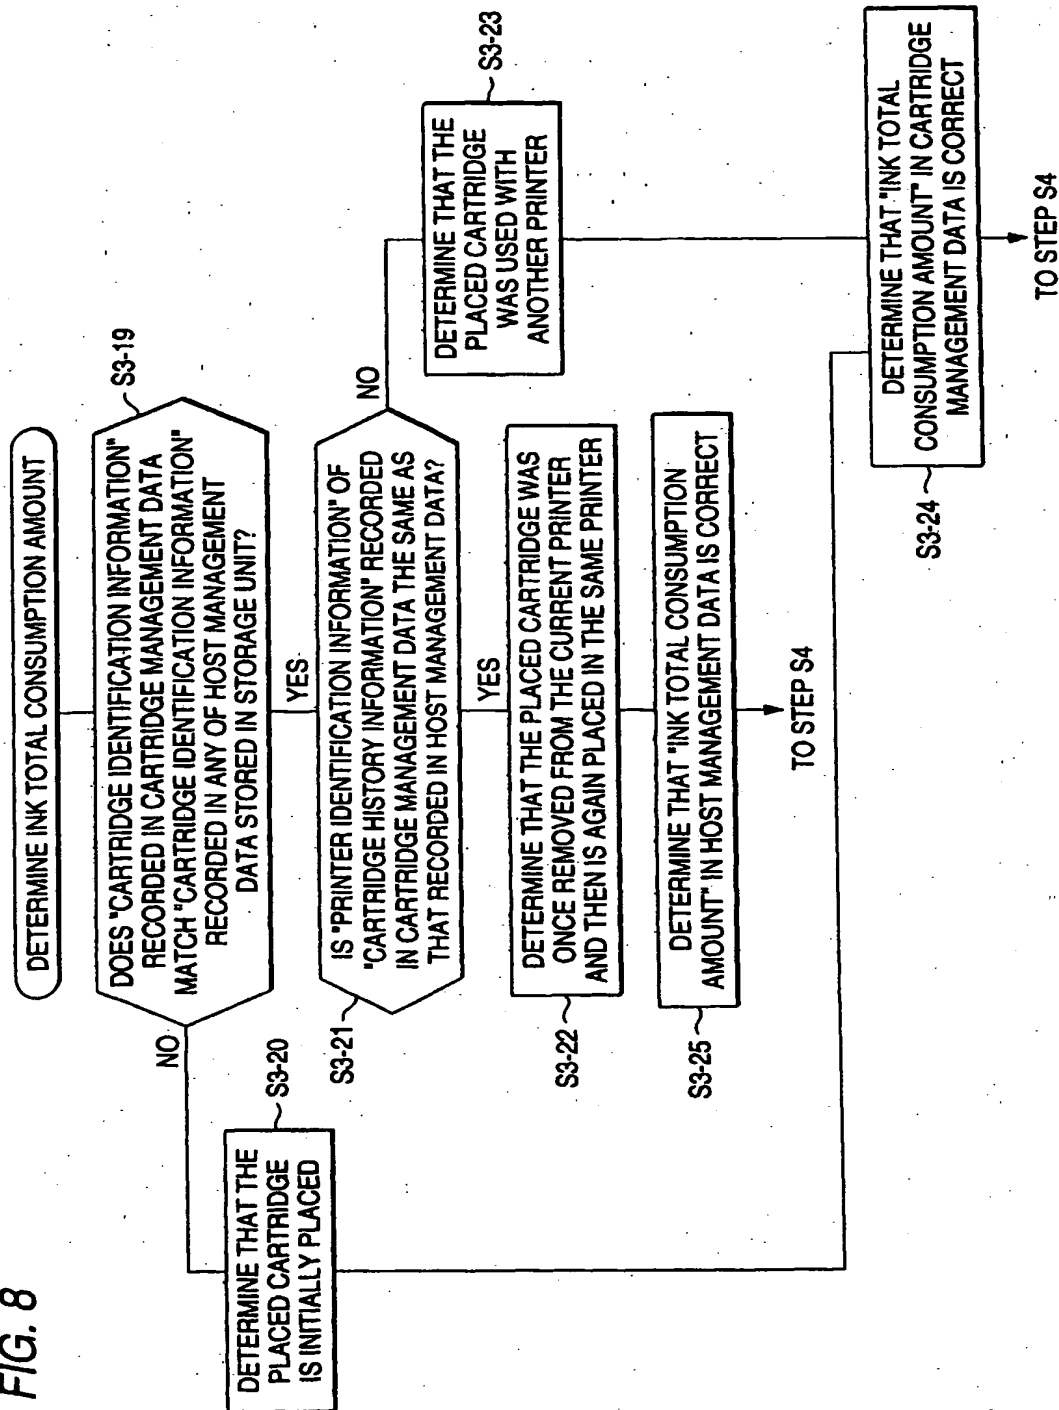 FIG. 8
DETERMINE INK TOTAL CONSUMPTION AMOUNT
S3-19
DOES "CARTRIDGE IDENTIFICATION INFORMATION"
RECORDED IN CARTRIDGE MANAGEMENT DATA
MATCH "CARTRIDGE IDENTIFICATION INFORMATION"
RECORDED IN ANY OF HOST MANAGEMENT
DATA STORED IN STORAGE UNIT?
NO
YES
S3-20
DETERMINE THAT THE
PLACED CARTRIDGE
IS INITIALLY PLACED
S3-21
IS "PRINTER IDENTIFICATION INFORMATION" OF
"CARTRIDGE HISTORY INFORMATION" RECORDED
IN CARTRIDGE MANAGEMENT DATA THE SAME AS
THAT RECORDED IN HOST MANAGEMENT DATA?
NO
YES
S3-23
DETERMINE THAT THE
PLACED CARTRIDGE
WAS USED WITH
ANOTHER PRINTER
S3-22
DETERMINE THAT THE PLACED CARTRIDGE WAS
ONCE REMOVED FROM THE CURRENT PRINTER
AND THEN IS AGAIN PLACED IN THE SAME PRINTER
S3-25
DETERMINE THAT "INK TOTAL CONSUMPTION
AMOUNT" IN HOST MANAGEMENT DATA IS CORRECT
TO STEP S4
S3-24
DETERMINE THAT "INK TOTAL
CONSUMPTION AMOUNT" IN CARTRIDGE
MANAGEMENT DATA IS CORRECT
TO STEP S4